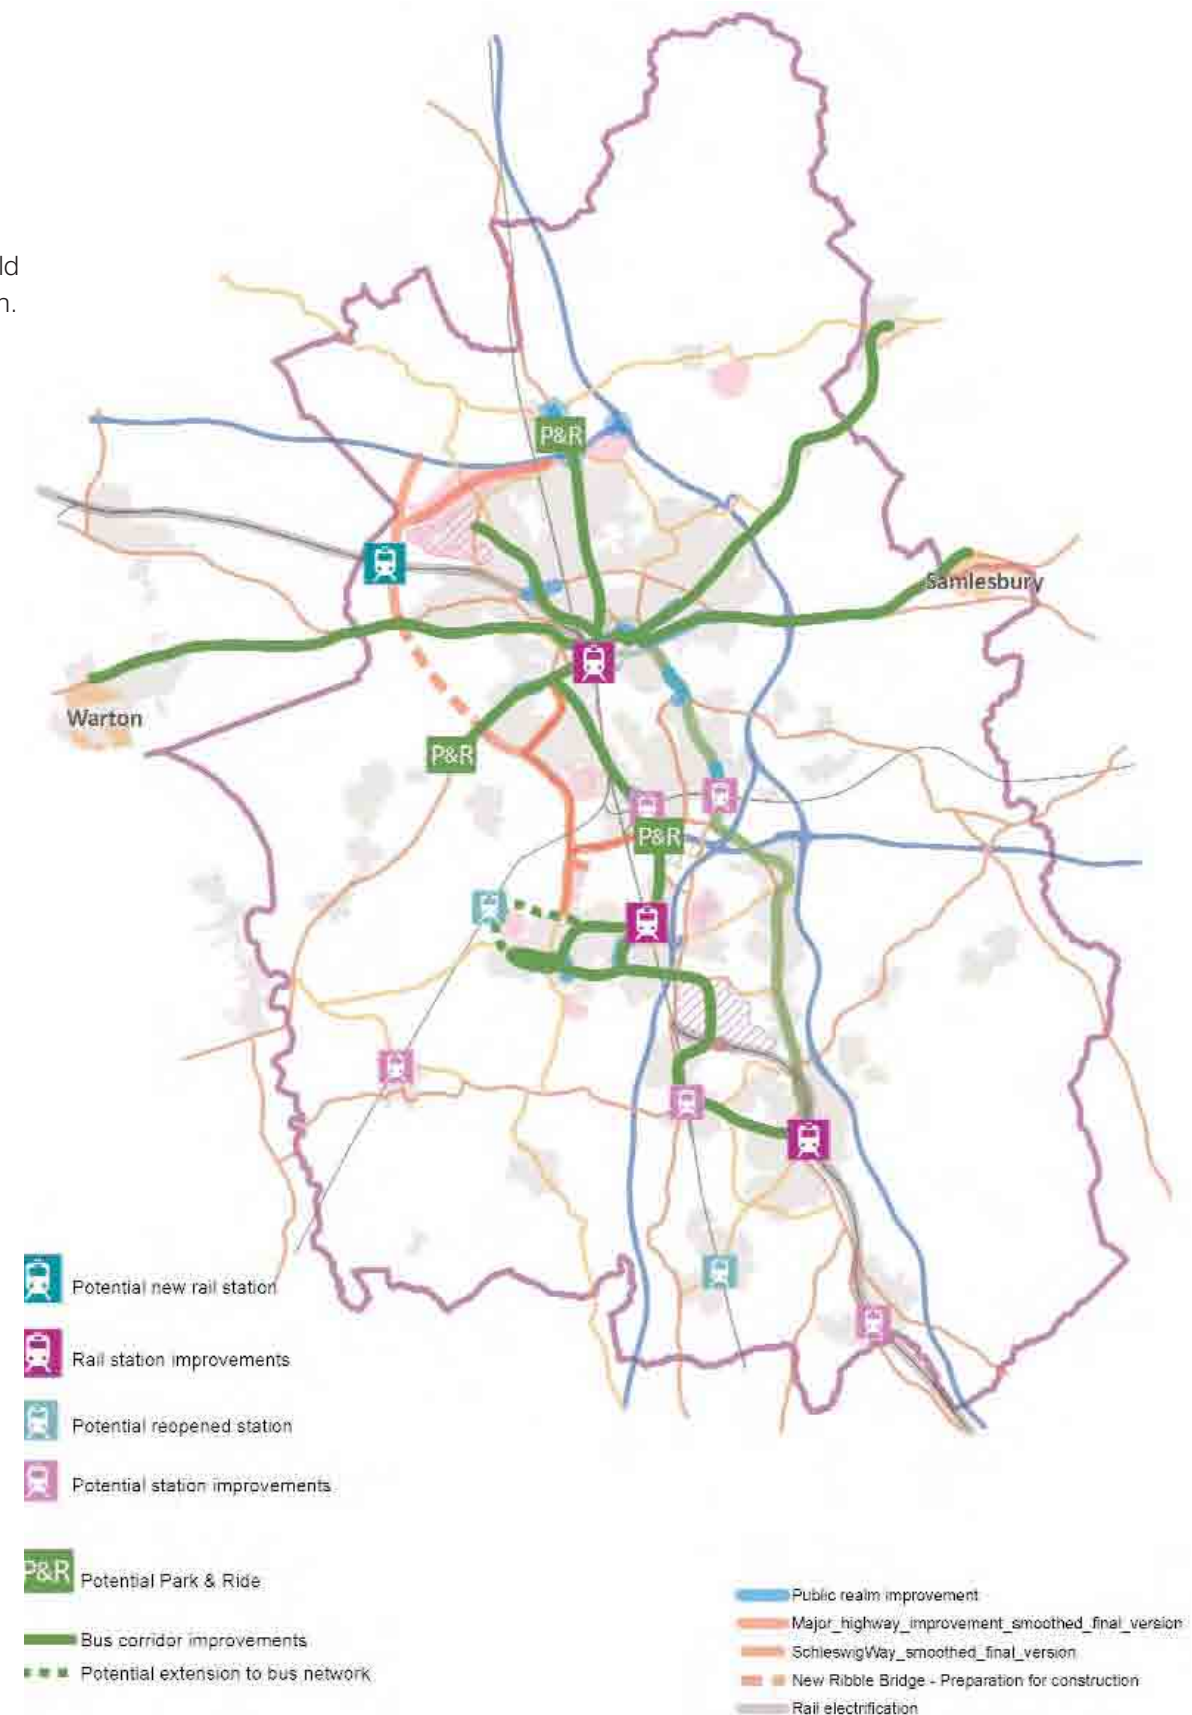 ld
n.
P&R
Samlesbury
Warton
P&R
P&R
Potential new rail station
Rail station improvements
Potential reopened station
Potential station improvements
P&R Potential Park & Ride
Bus corridor improvements
Potential extension to bus network
Public realm improvement
Major_highway_improvement_smoothed_final_version
SchleswigWay_smoothed_final_version
New Ribble Bridge - Preparation for construction
Rail electrification